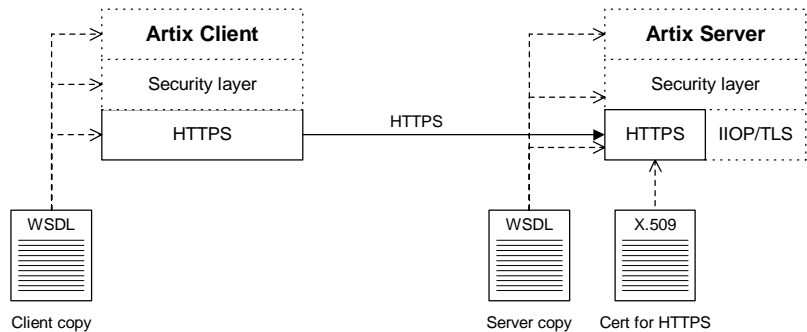 Artix Client
Artix Server
Security layer
Security layer
HTTPS
HTTPS
HTTPS
IIOP/TLS
WSDL
WSDL
X.509
Client copy
Server copy
Cert for HTTPS